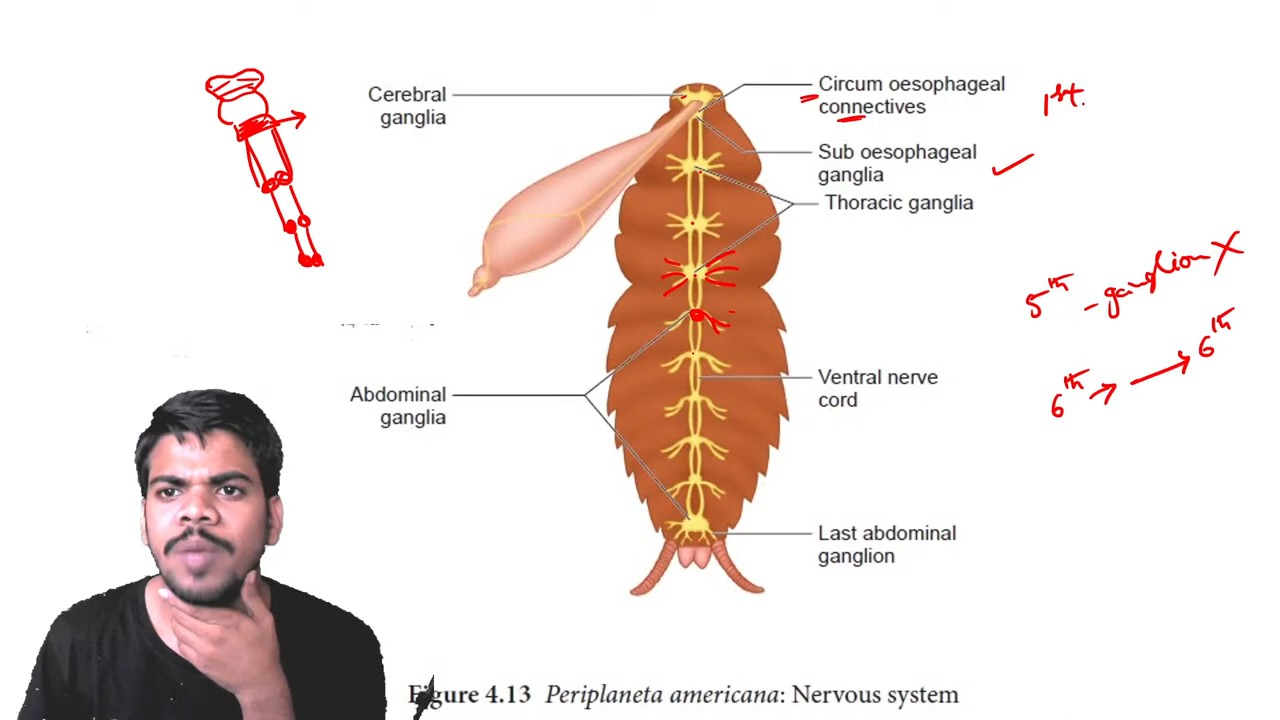 Cerebral
ganglia
Circum oesophageal
connectives
1st.
Sub oesophageal
ganglia
Thoracic ganglia
5th - ganglion X
6th → 6th
Abdominal
ganglia
Ventral nerve
cord
Last abdominal
ganglion
Figure 4.13 Periplaneta americana: Nervous system